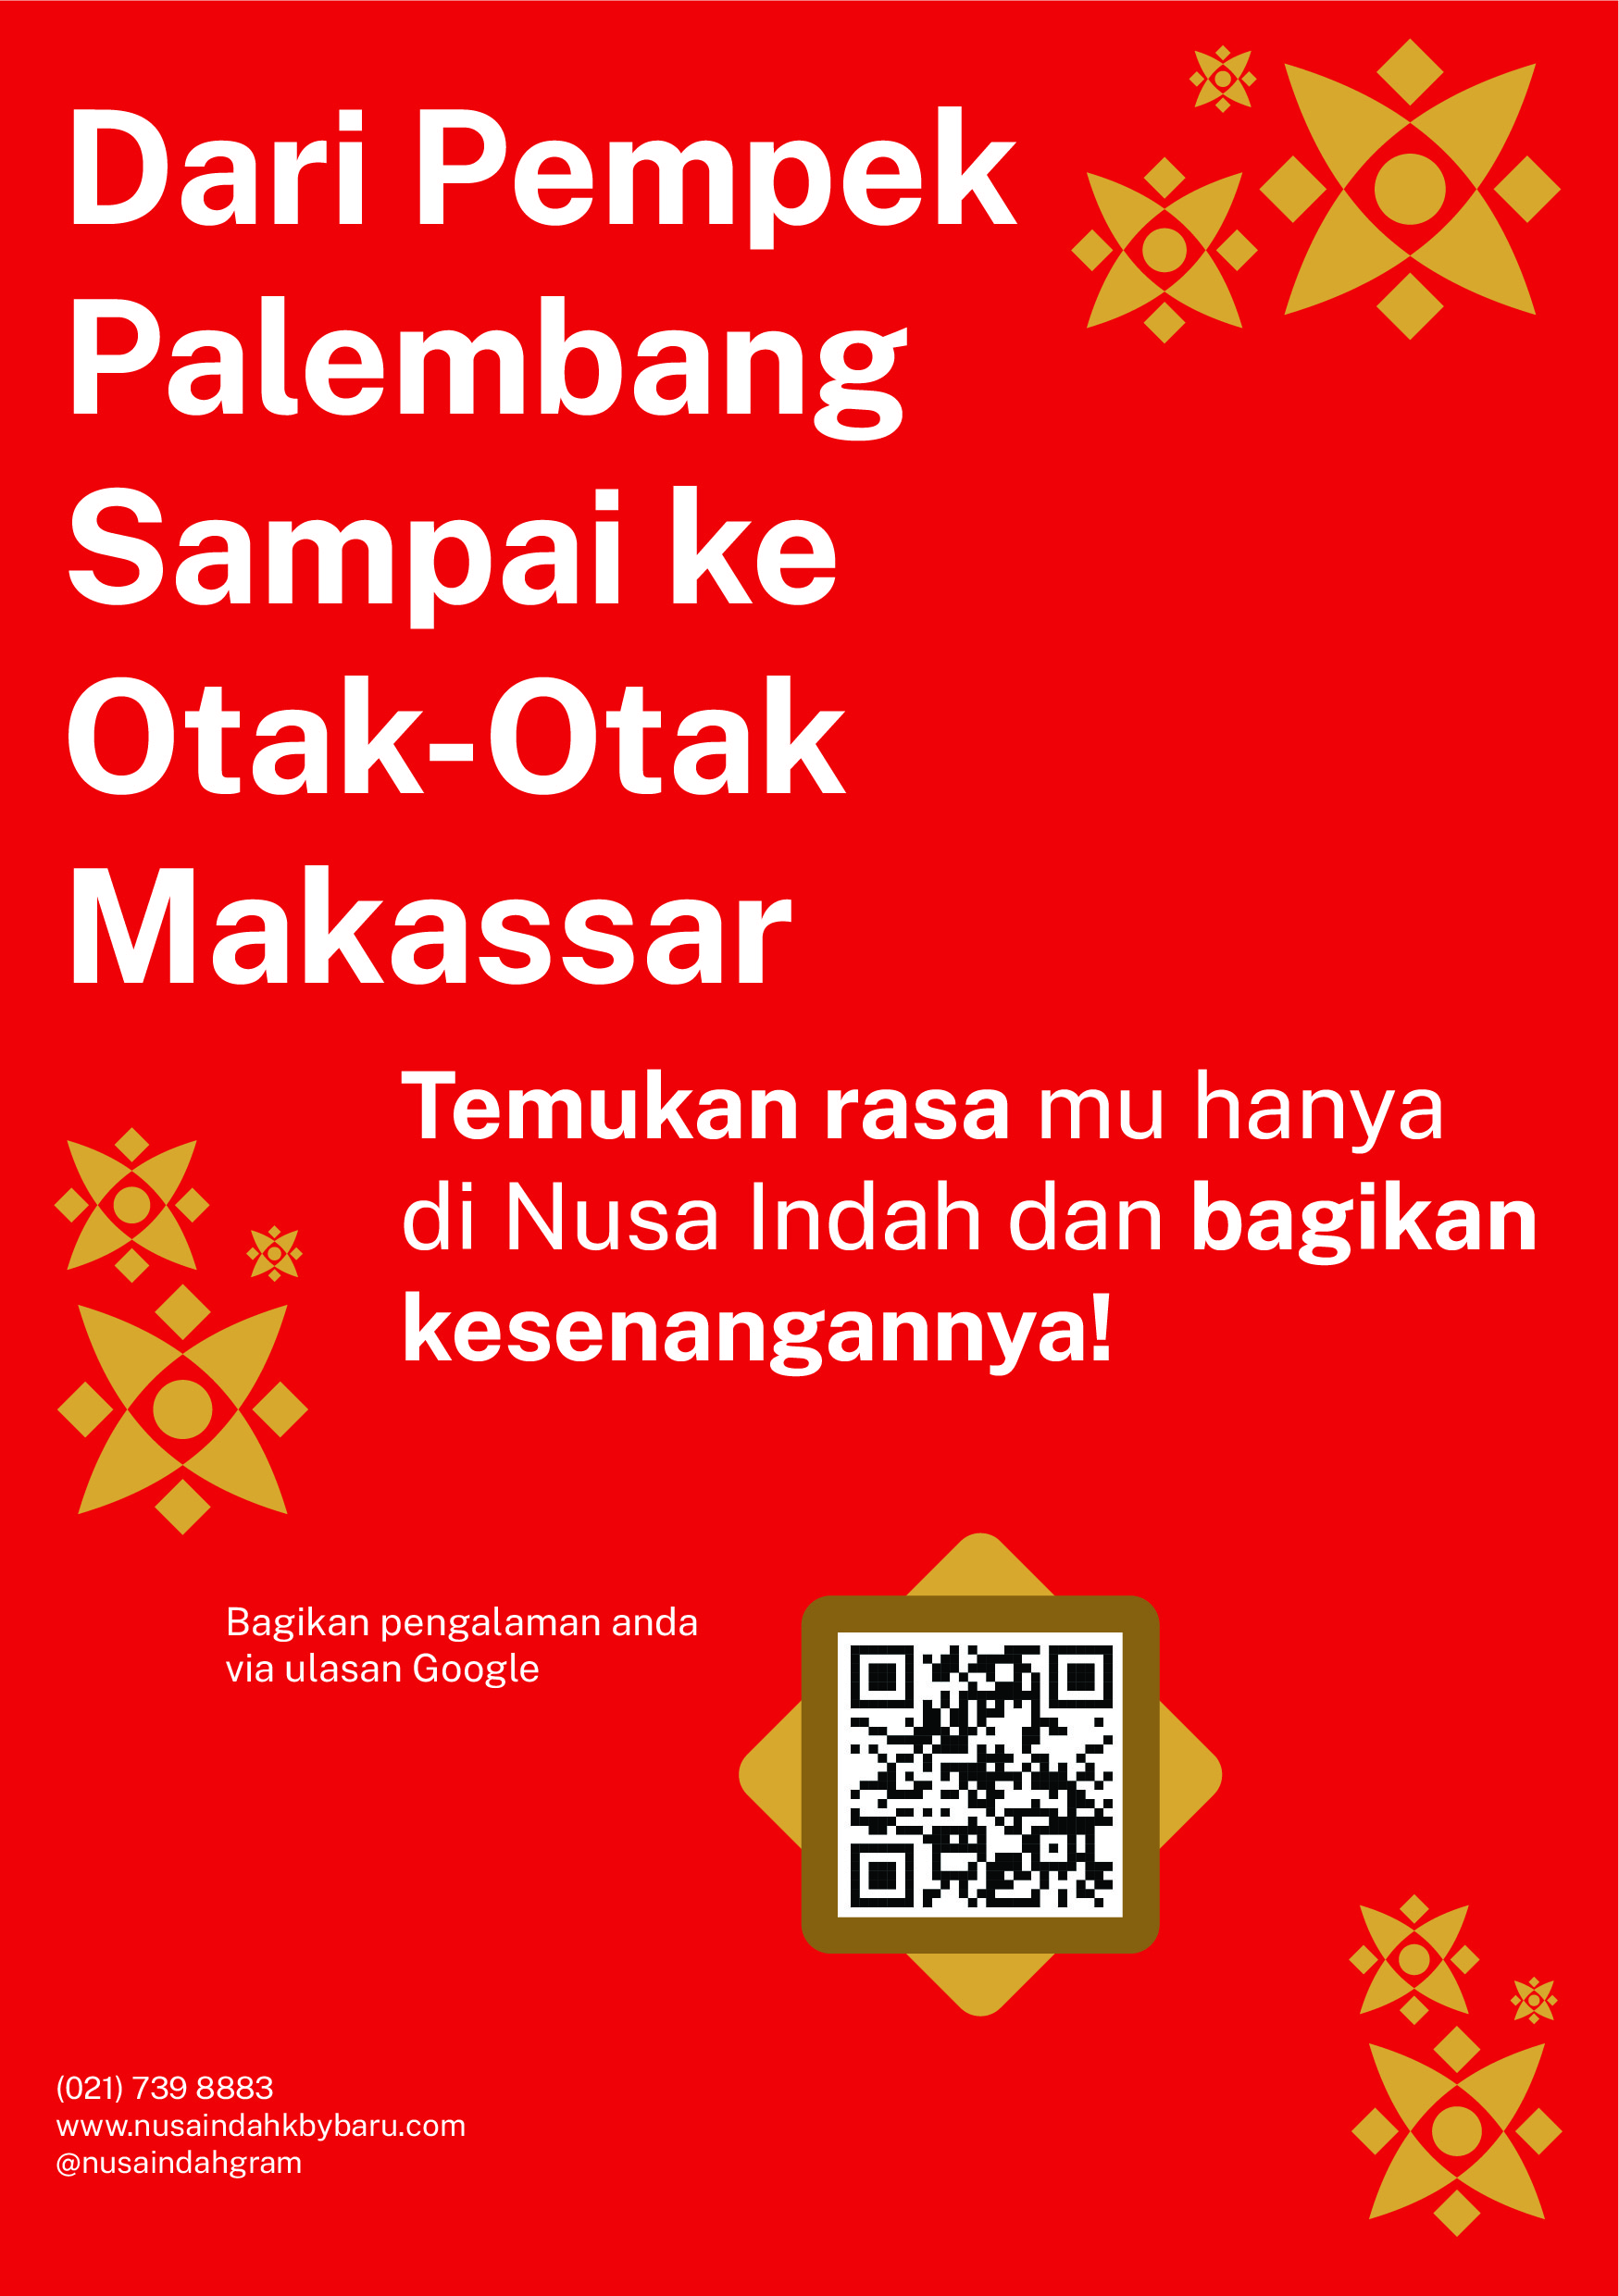 Dari Pempek
Palembang
Sampai ke
Otak-Otak
Makassar
Temukan rasa mu hanya
di Nusa Indah dan bagikan
kesenangannya!
Bagikan pengalaman anda
via ulasan Google
(021) 739 8883
www.nusaindahkbybaru.com
@nusaindahgram